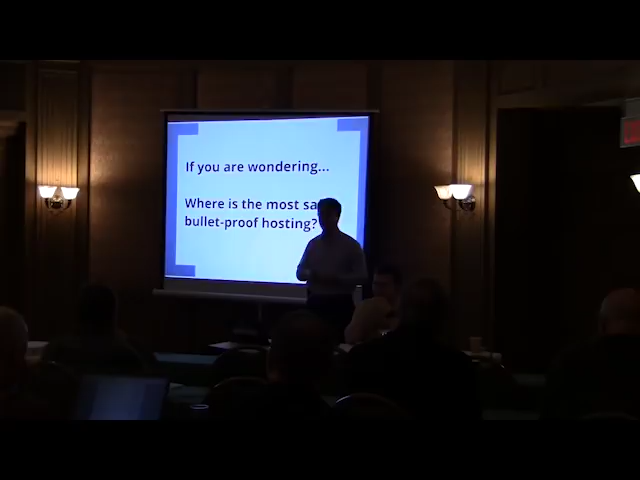 If you are wondering...
Where is the most
bullet-proof hosting?